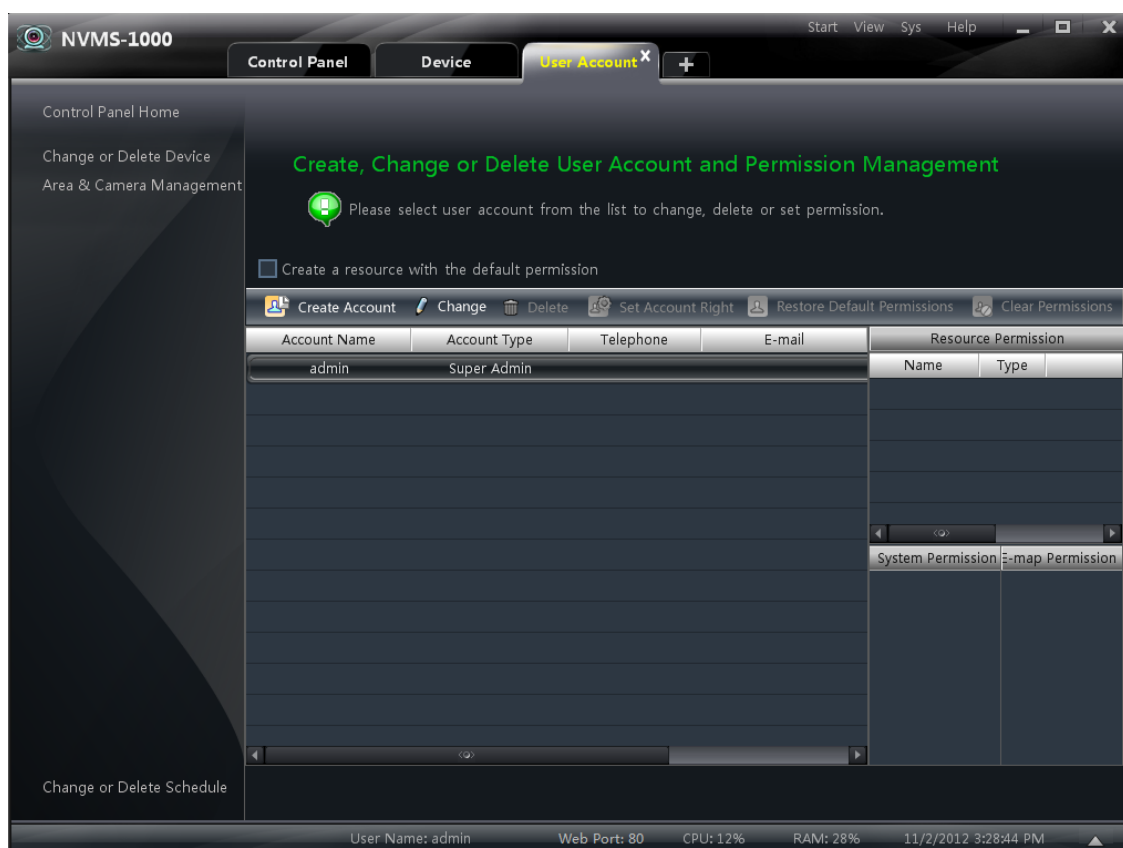 NVMS-1000
Start View Sys Help
Control Panel Device User Account X +
Control Panel Home
Change or Delete Device
Area & Camera Management
Create, Change or Delete User Account and Permission Management
Please select user account from the list to change, delete or set permission.
Create a resource with the default permission
Create Account Change Delete Set Account Right Restore Default Permissions Clear Permissions
Account Name Account Type Telephone E-mail Resource Permission
Name Type
admin Super Admin
System Permission E-map Permission
Change or Delete Schedule
User Name: admin Web Port: 80 CPU: 12% RAM: 28% 11/2/2012 3:28:44 PM